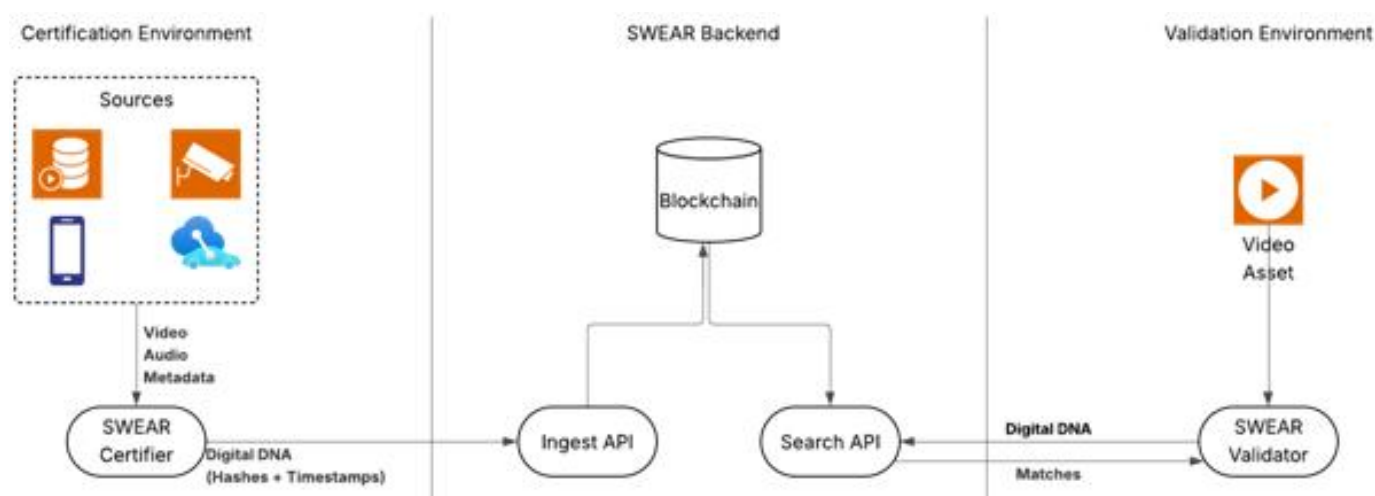 Certification Environment
SWEAR Backend
Validation Environment
Sources
Blockchain
Video
Asset
Video
Audio
Metadata
SWEAR
Certifier
Digital DNA
(Hashes + Timestamps)
Ingest API
Search API
Digital DNA
Matches
SWEAR
Validator